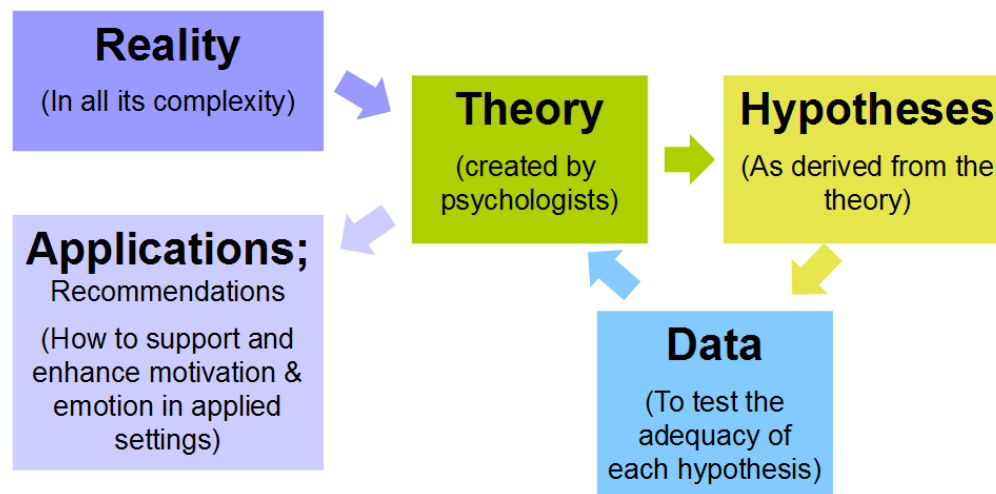 Reality
(In all its complexity)
Theory
(created by
psychologists)
Hypotheses
(As derived from the
theory)
Applications;
Recommendations
(How to support and
enhance motivation &
emotion in applied
settings)
Data
(To test the
adequacy of
each hypothesis)